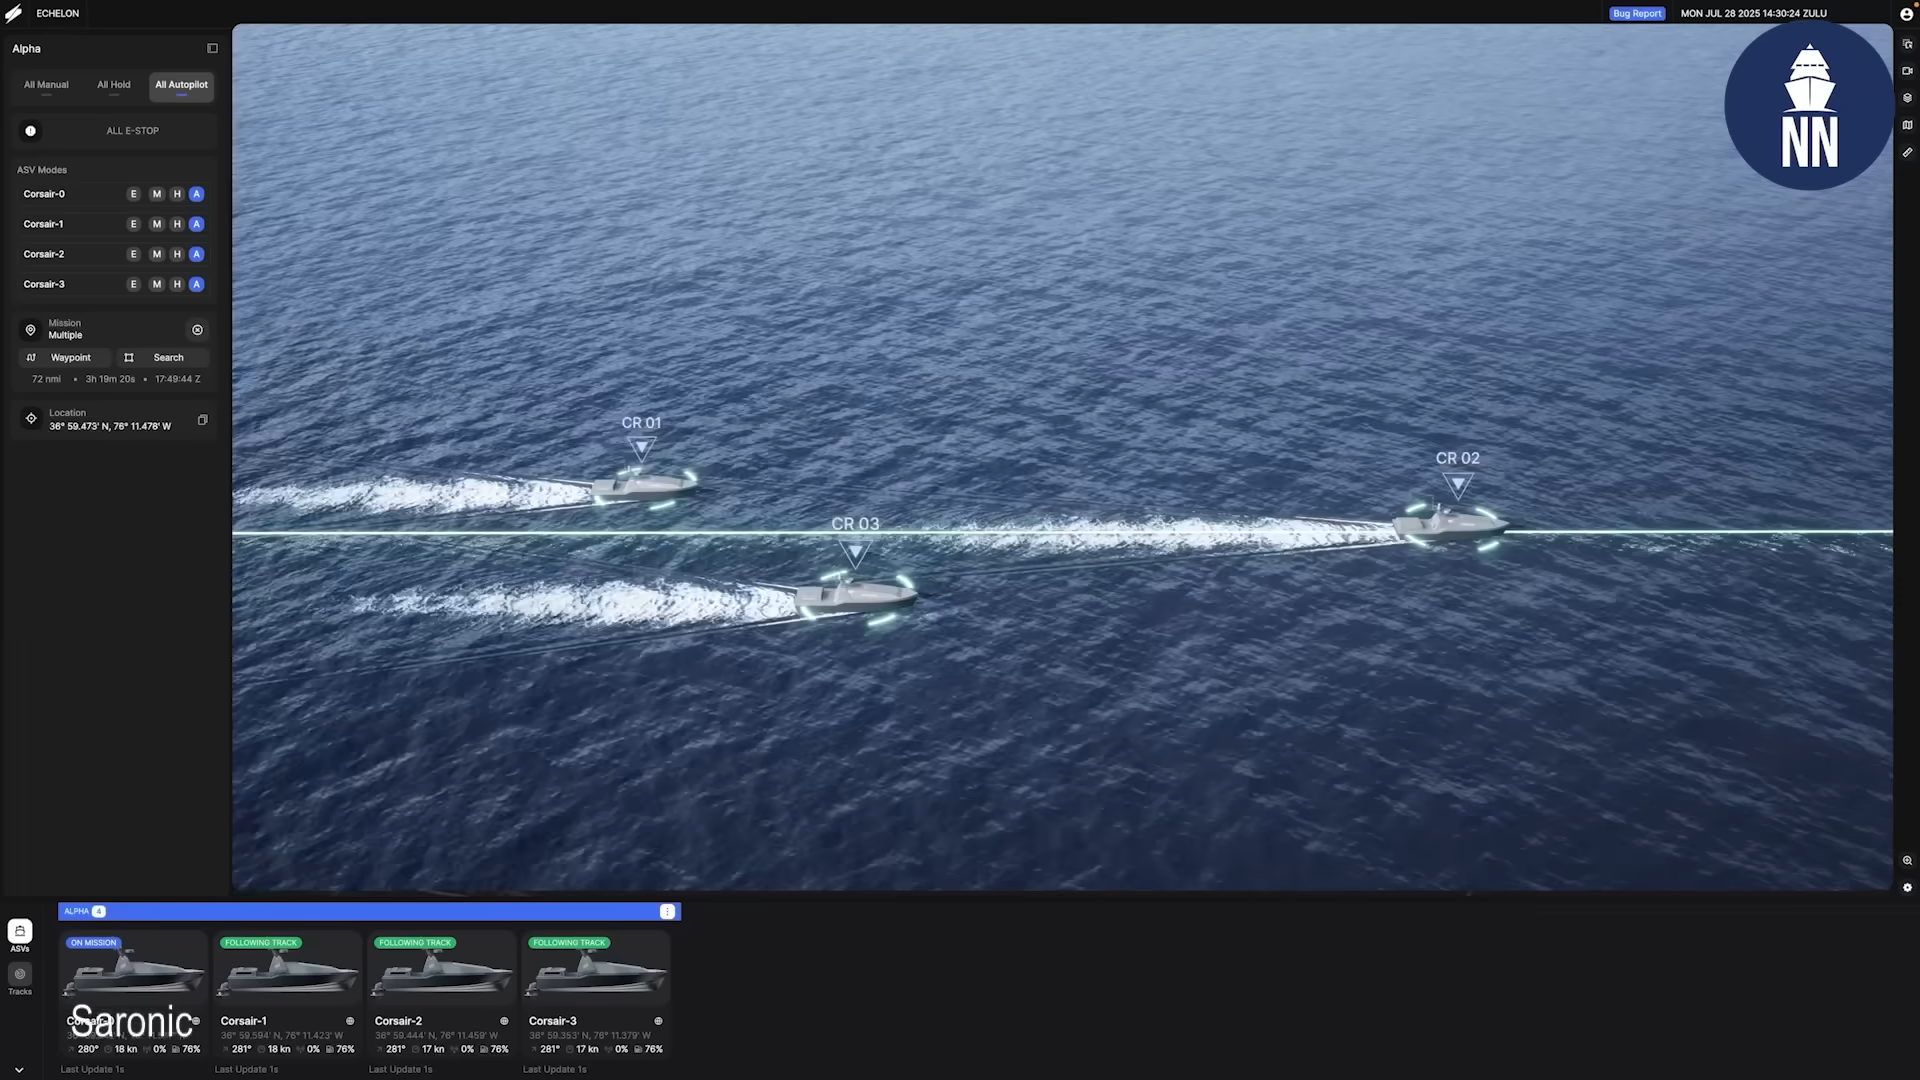 ECHELON
Bug Report
MON JUL 28 2025 14:30:24 ZULU
NN
Alpha
All Manual
All Hold
All Autopilot
ALL E-STOP
ASV Modes
Corsair-0 E M H A
Corsair-1 E M H A
Corsair-2 E M H A
Corsair-3 E M H A
Mission
Multiple
Waypoint
Search
72 nmi • 3h 19m 20s • 17:49:44 Z
Location
36° 59.473' N, 76° 11.478' W
CR 01
CR 02
CR 03
ALPHA 4
ASVs
Tracks
ON MISSION
Saronic
280° 18 kn 0% 76%
Last Update 1s
FOLLOWING TRACK
Corsair-1
36° 59.594' N, 76° 11.423' W
281° 18 kn 0% 76%
Last Update 1s
FOLLOWING TRACK
Corsair-2
36° 59.444' N, 76° 11.459' W
281° 17 kn 0% 76%
Last Update 1s
FOLLOWING TRACK
Corsair-3
36° 59.353' N, 76° 11.379' W
281° 17 kn 0% 76%
Last Update 1s